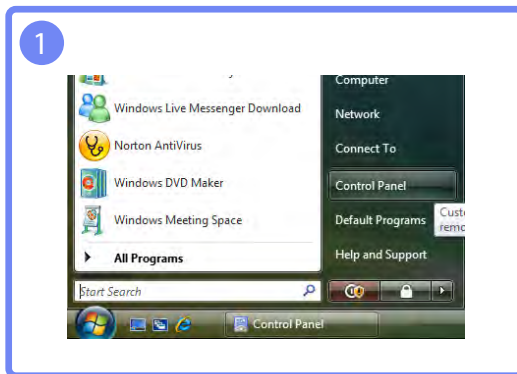 1
Computer
Windows Live Messenger Download
Network
Norton AntiVirus
Connect To
Windows DVD Maker
Control Panel
Windows Meeting Space
Default Programs
All Programs
Help and Support
Start Search
Control Panel